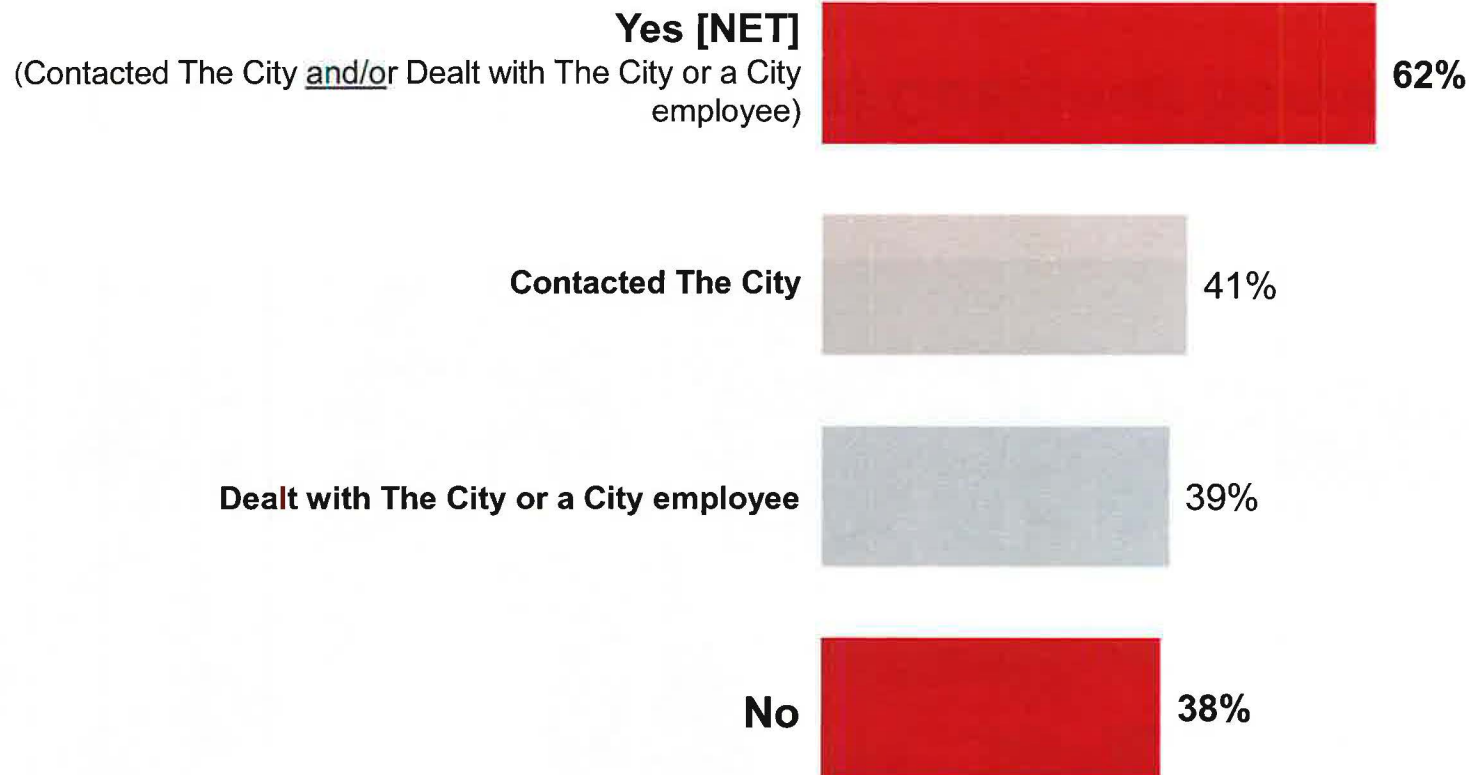 Yes [NET]
(Contacted The City and/or Dealt with The City or a City
employee)
62%
Contacted The City
41%
Dealt with The City or a City employee
39%
No
38%